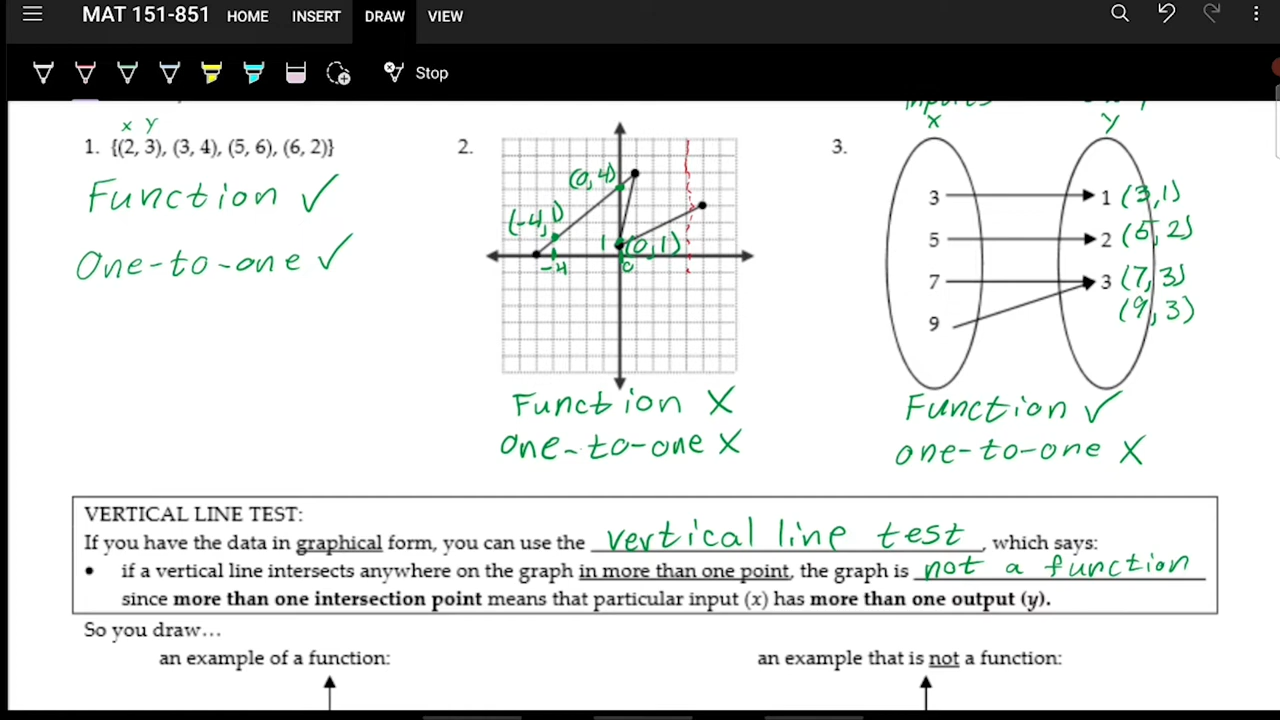 MAT 151-851 HOME INSERT DRAW VIEW
Stop
inputs
x y
x
y
1. {(2, 3), (3, 4), (5, 6), (6, 2)}
Function ✓
One-to-one ✓
2.
(0, 4)
(-4, 1)
1 (0, 1)
-4 0
Function X
one-to-one X
3.
3 1 (3, 1)
5 2 (5, 2)
7 3 (7, 3)
9 (9, 3)
Function ✓
one-to-one X
VERTICAL LINE TEST:
If you have the data in graphical form, you can use the vertical line test, which says:
• if a vertical line intersects anywhere on the graph in more than one point, the graph is not a function
since more than one intersection point means that particular input (x) has more than one output (y).
So you draw…
an example of a function:
an example that is not a function: